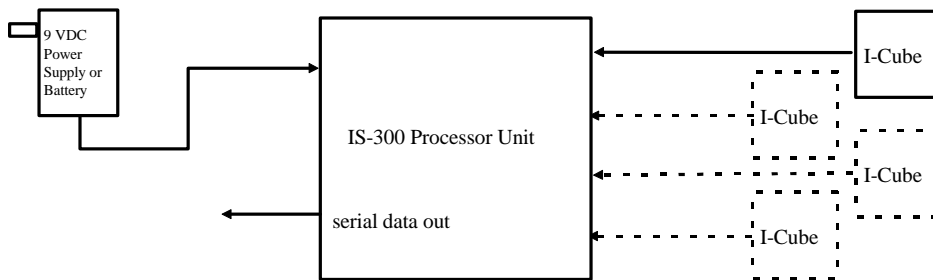 9 VDC
Power
Supply or
Battery
IS-300 Processor Unit
serial data out
I-Cube
I-Cube
I-Cube
I-Cube